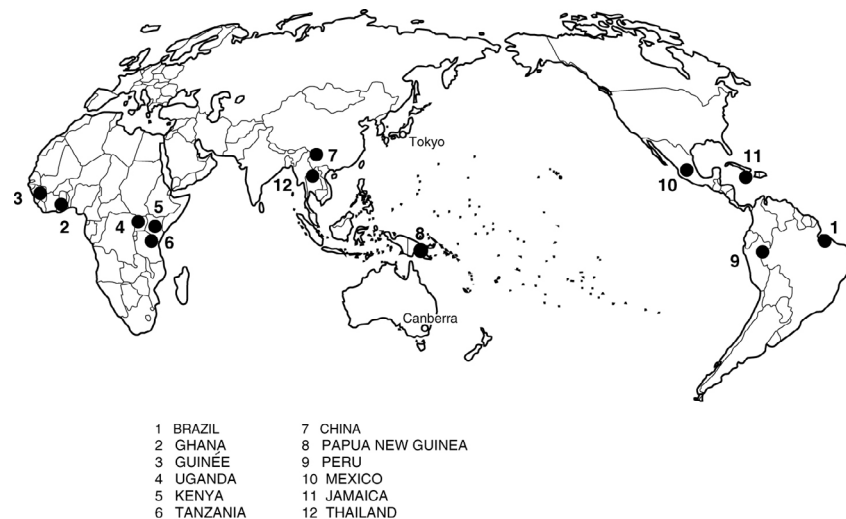 Tokyo
7
11
12
10
3
5
2
4
6
8
1
9
Canberra
1 BRAZIL
2 GHANA
3 GUINÉE
4 UGANDA
5 KENYA
6 TANZANIA
7 CHINA
8 PAPUA NEW GUINEA
9 PERU
10 MEXICO
11 JAMAICA
12 THAILAND